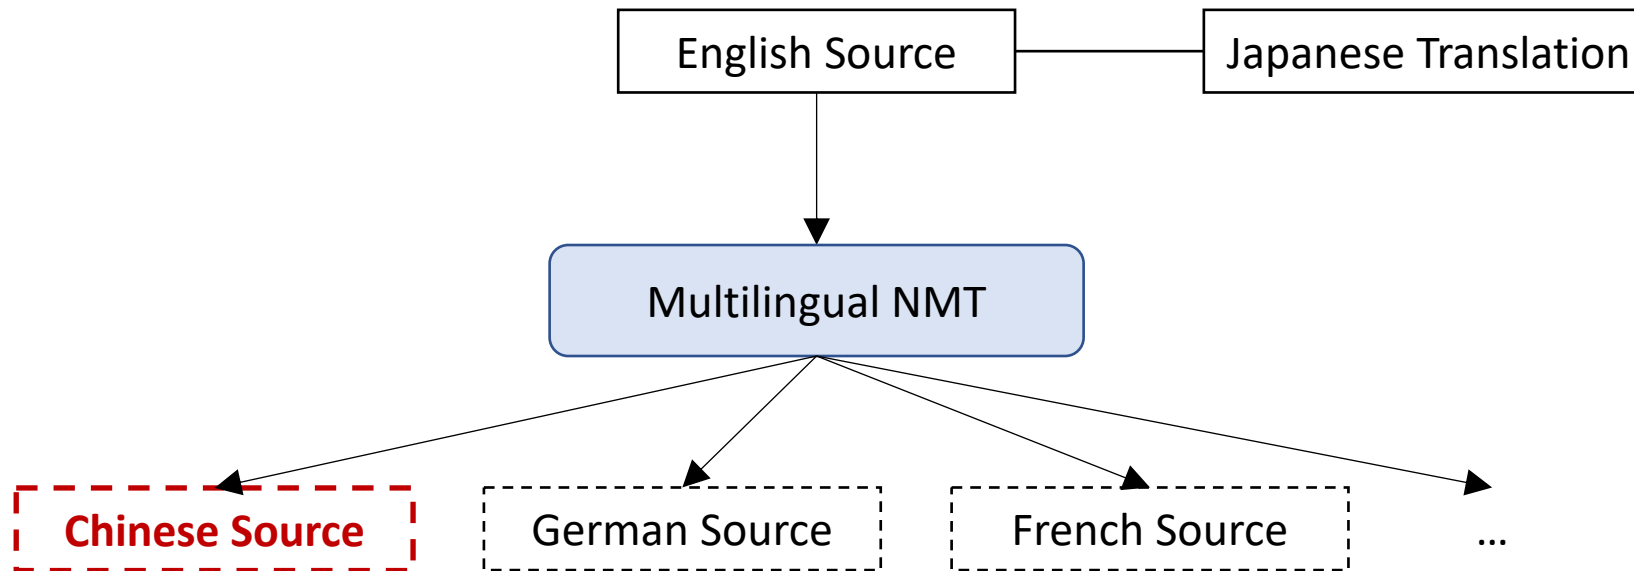 English Source
Japanese Translation
Multilingual NMT
Chinese Source
German Source
French Source
...